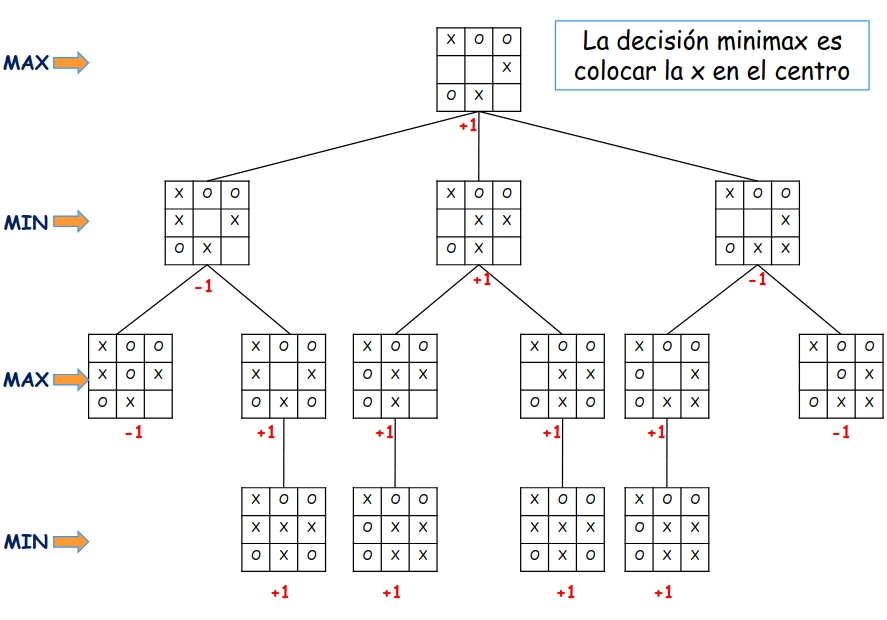 X O O
La decisión minimax es
colocar la x en el centro
MAX
X
O X
+1
X O O X O O X O O
MIN
X X X X X
O X O X O X X
-1 +1 -1
X O O X O O X O O X O O X O O X O O
MAX
X O X X X O X X X X O X O X
O X O X O O X O X O O X X O X X
-1 +1 +1 +1 +1 -1
X O O X O O X O O X O O
X X X O X X X X X O X X
MIN
O X O O X X O X O O X X
+1 +1 +1 +1